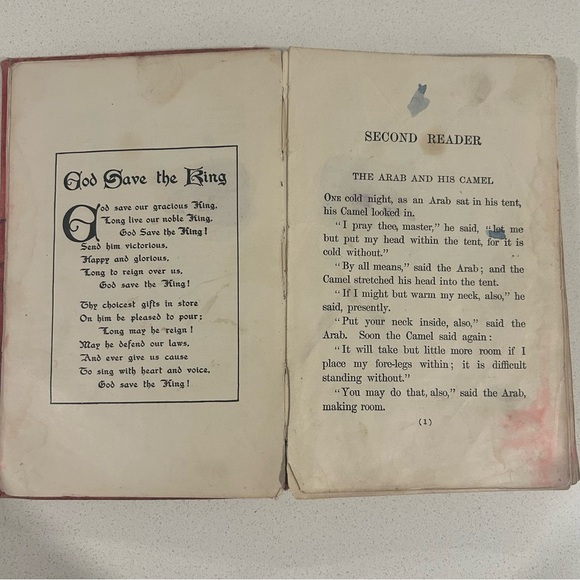 God Save the King
God save our gracious King,
Long live our noble King,
God Save the King!
Send him victorious,
Happy and glorious,
Long to reign over us,
God save the King!
Thy choicest gifts in store
On him be pleased to pour;
Long may he reign!
May he defend our laws,
And ever give us cause
To sing with heart and voice,
God save the King!
SECOND READER
THE ARAB AND HIS CAMEL
ONE cold night, as an Arab sat in his tent,
his Camel looked in.
"I pray thee, master," he said, "let me
but put my head within the tent, for it is
cold without."
"By all means," said the Arab; and the
Camel stretched his head into the tent.
"If I might but warm my neck, also," he
said, presently.
"Put your neck inside, also," said the
Arab. Soon the Camel said again:
"It will take but little more room if I
place my fore-legs within; it is difficult
standing without."
"You may do that, also," said the Arab,
making room.
(1)